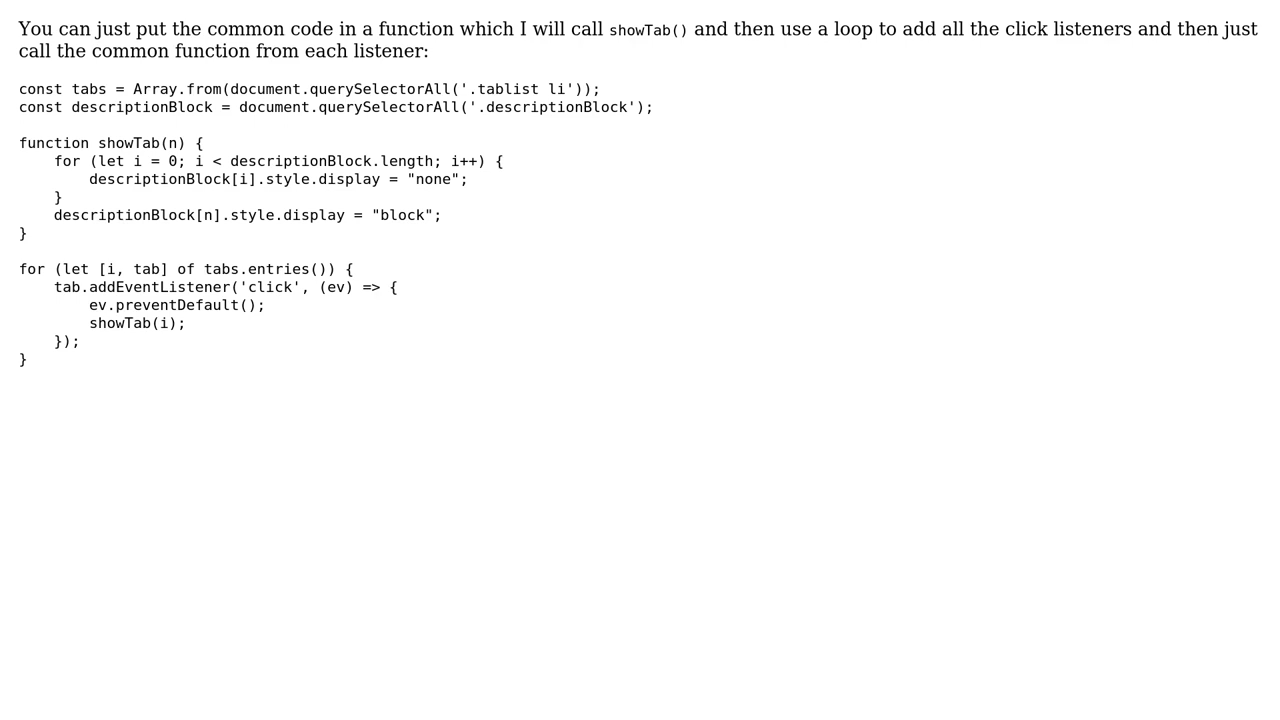 You can just put the common code in a function which I will call showTab() and then use a loop to add all the click listeners and then just
call the common function from each listener:
const tabs = Array.from(document.querySelectorAll('.tablist li'));
const descriptionBlock = document.querySelectorAll('.descriptionBlock');
function showTab(n) {
    for (let i = 0; i < descriptionBlock.length; i++) {
        descriptionBlock[i].style.display = "none";
    }
    descriptionBlock[n].style.display = "block";
}
for (let [i, tab] of tabs.entries()) {
    tab.addEventListener('click', (ev) => {
        ev.preventDefault();
        showTab(i);
    });
}